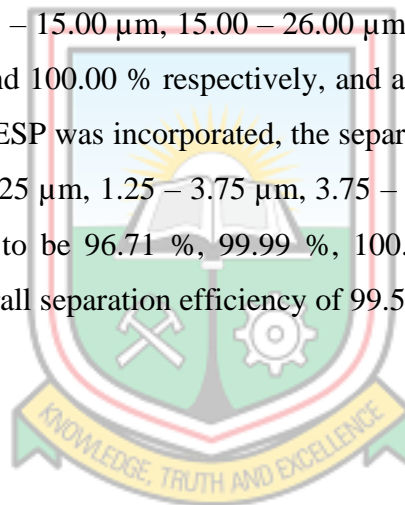 – 15.00 µm, 15.00 – 26.00 µm
nd 100.00 % respectively, and a
ESP was incorporated, the separ
25 µm, 1.25 – 3.75 µm, 3.75 –
to be 96.71 %, 99.99 %, 100.
all separation efficiency of 99.5
KNOWLEDGE, TRUTH AND EXCELLENCE